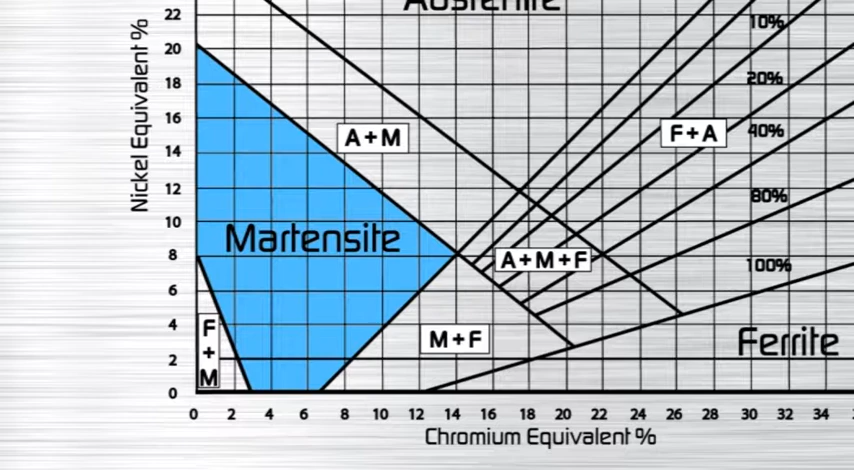 Austenite
Nickel Equivalent %
22
20
18
16
14
12
10
8
6
4
2
0
10%
20%
40%
80%
100%
A+M
F+A
Martensite
A+M+F
M+F
F
+
M
Ferrite
0 2 4 6 8 10 12 14 16 18 20 22 24 26 28 30 32 34
Chromium Equivalent %